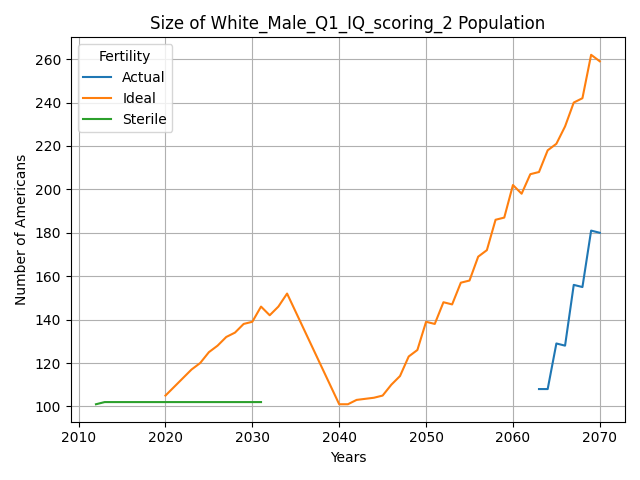 Size of White_Male_Q1_IQ_scoring_2 Population
Fertility
Actual
Ideal
Sterile
Number of Americans
260
240
220
200
180
160
140
120
100
2010 2020 2030 2040 2050 2060 2070
Years